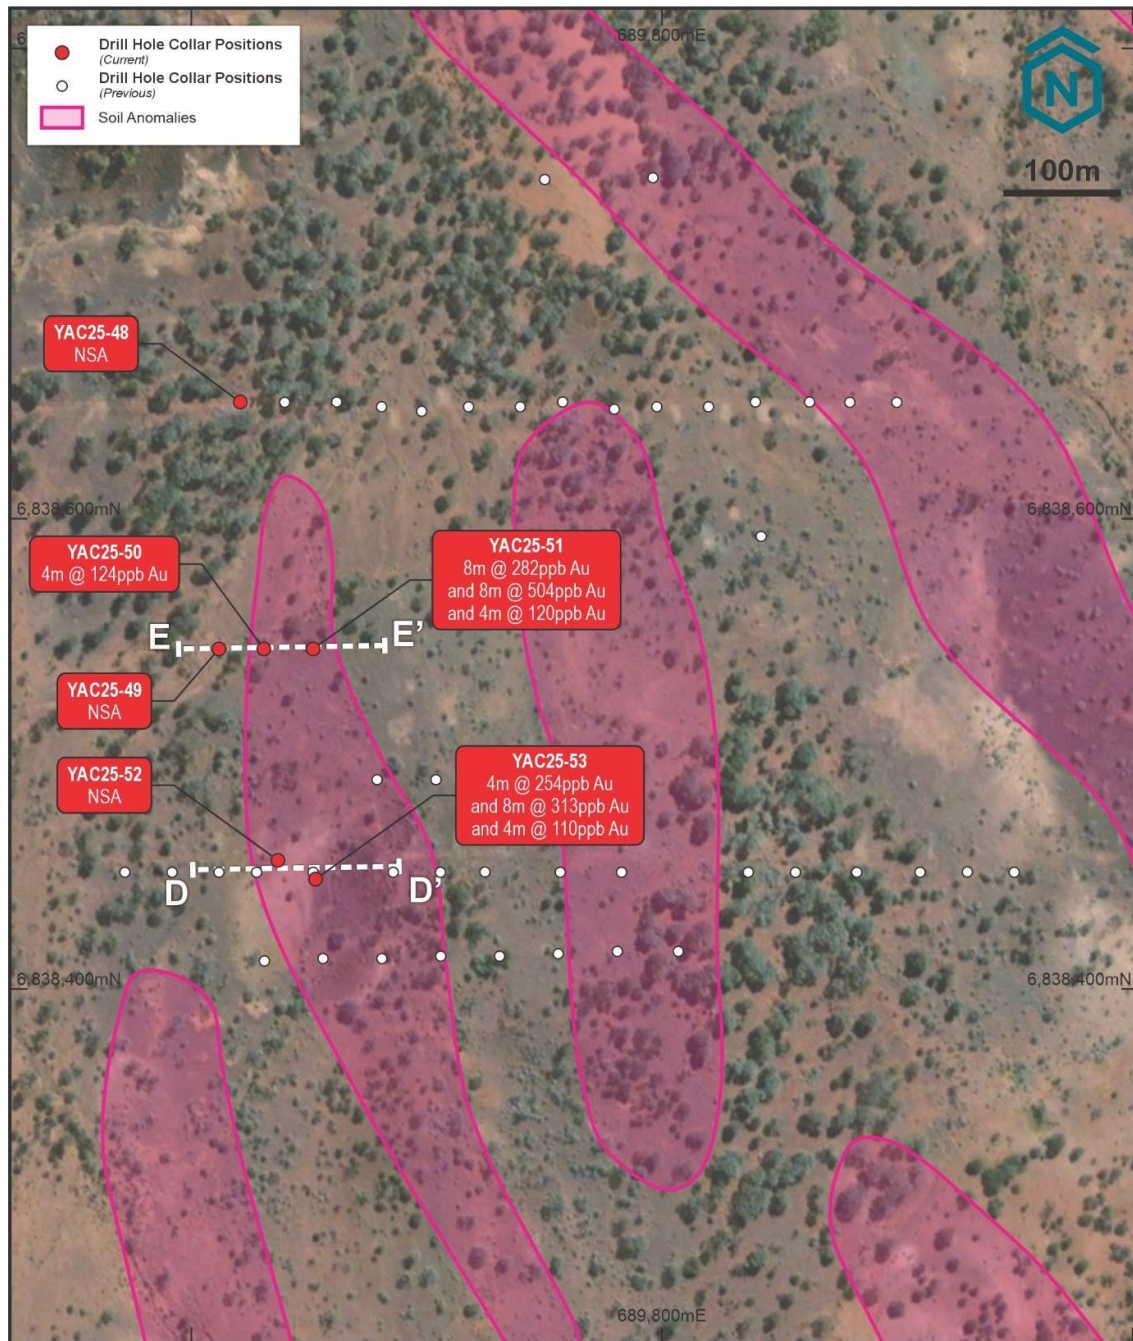 689,800mE
Drill Hole Collar Positions
(Current)
Drill Hole Collar Positions
(Previous)
Soil Anomalies
N
100m
YAC25-48
NSA
6,838,600mN
6,838,600mN
YAC25-50
4m @ 124ppb Au
YAC25-51
8m @ 282ppb Au
and 8m @ 504ppb Au
and 4m @ 120ppb Au
E
E'
YAC25-49
NSA
YAC25-52
NSA
YAC25-53
4m @ 254ppb Au
and 8m @ 313ppb Au
and 4m @ 110ppb Au
D
D'
6,838,400mN
6,838,400mN
689,800mE